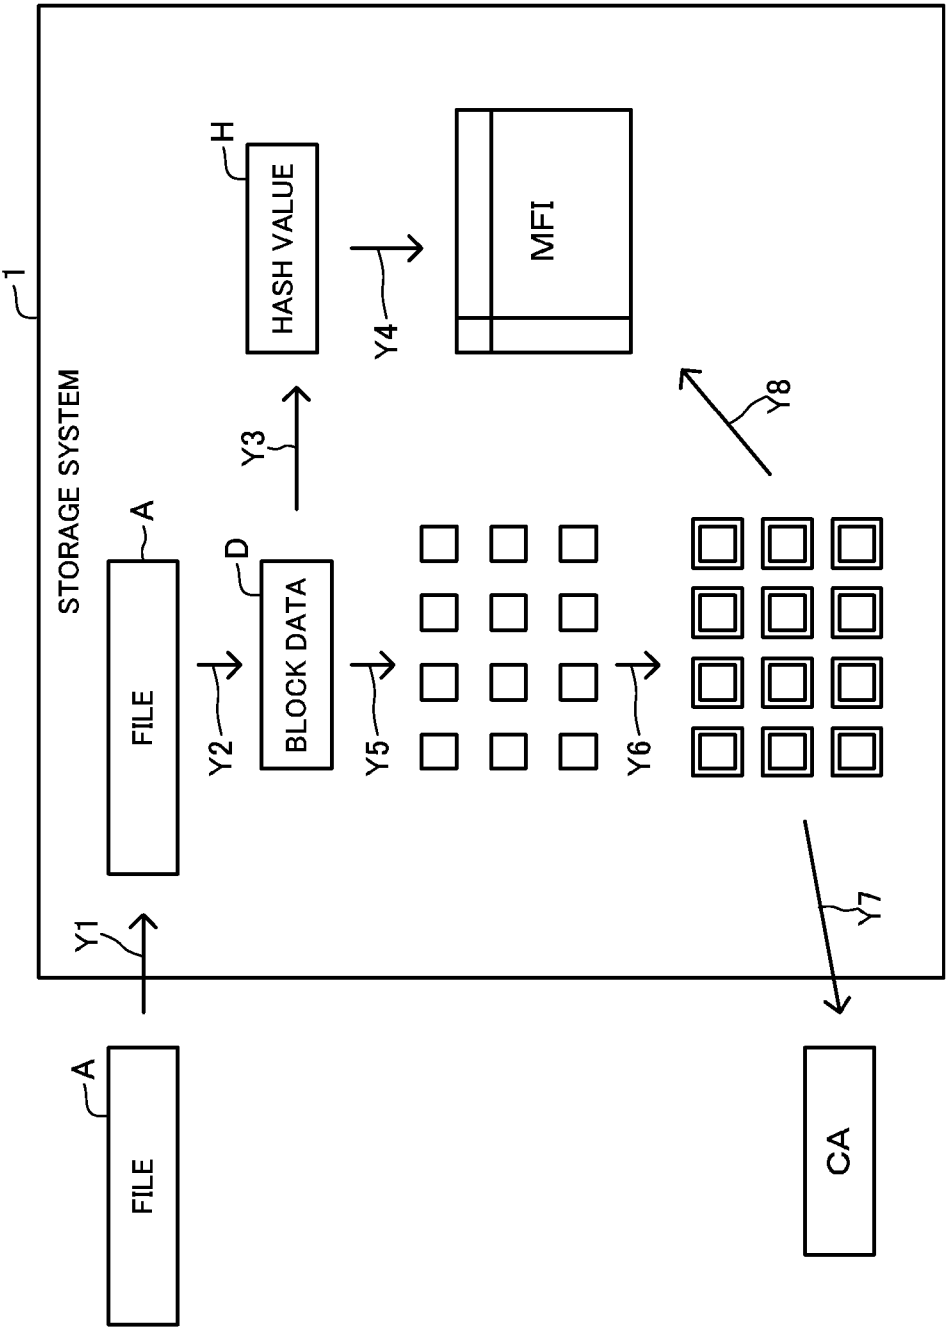 1
STORAGE SYSTEM
A
FILE
Y1
A
FILE
Y2
D
BLOCK DATA
Y3
H
HASH VALUE
Y4
MFI
Y5
Y6
Y7
CA
Y8